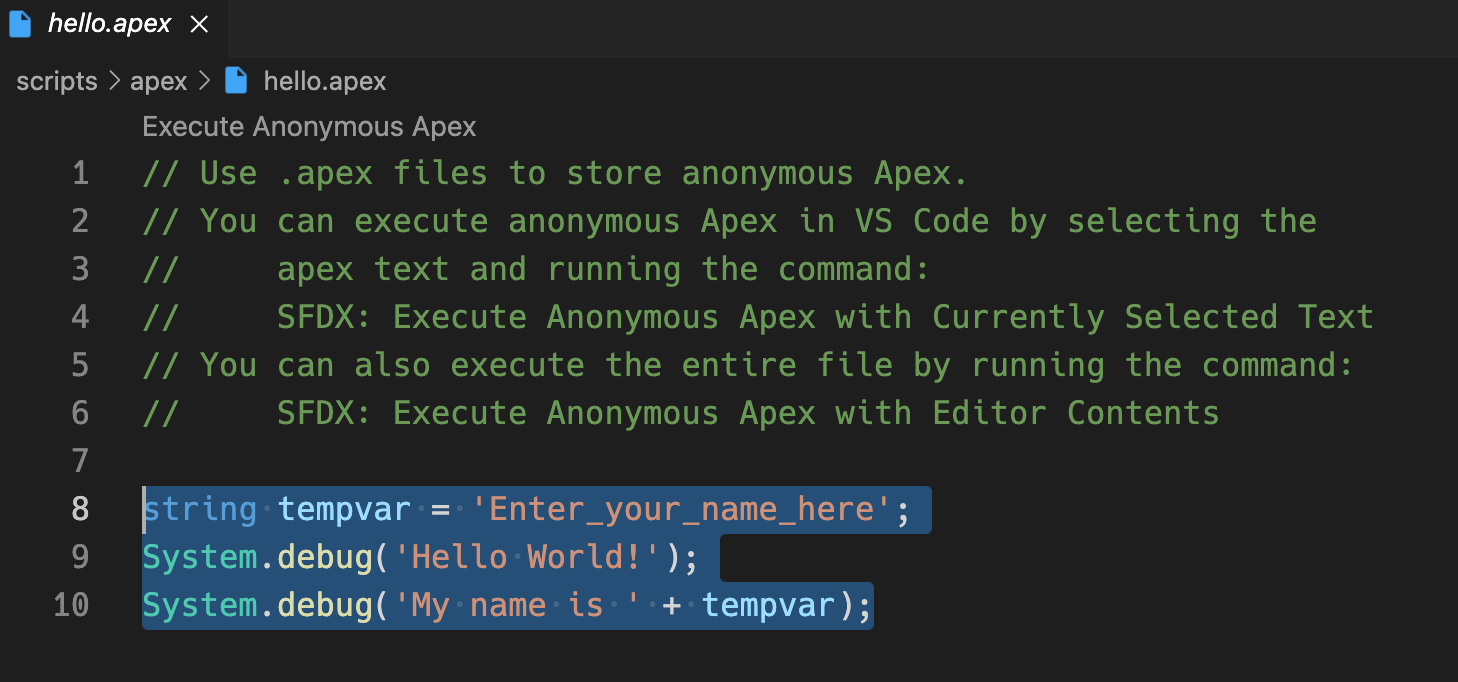 hello.apex
scripts > apex > hello.apex
Execute Anonymous Apex
1 // Use .apex files to store anonymous Apex.
2 // You can execute anonymous Apex in VS Code by selecting the
3 //     apex text and running the command:
4 //     SFDX: Execute Anonymous Apex with Currently Selected Text
5 // You can also execute the entire file by running the command:
6 //     SFDX: Execute Anonymous Apex with Editor Contents
7
8 string tempvar = 'Enter_your_name_here';
9 System.debug('Hello World!');
10 System.debug('My name is ' + tempvar);